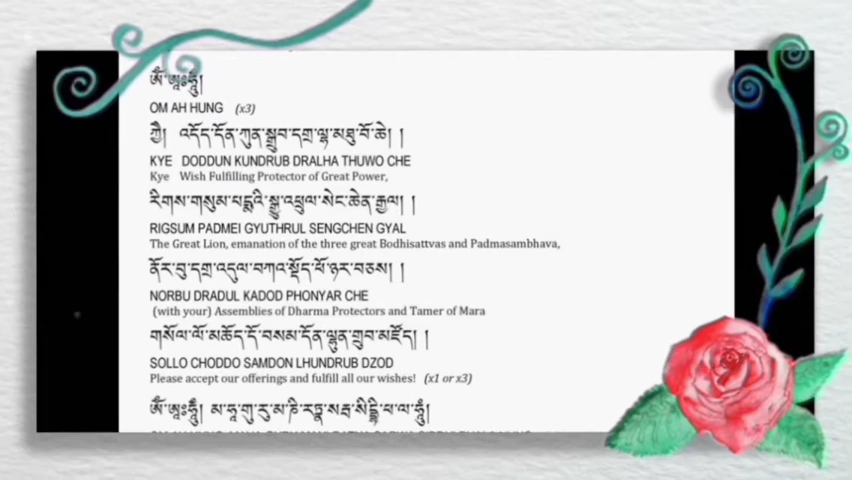 ཨོཾ་ཨཱཿཧཱུྂ།
OM AH HUNG (x3)
ཀྱཻ། འདོད་དོན་ཀུན་སྒྲུབ་དགྲ་ལྷ་མཐུ་བོ་ཆེ། །
KYE DODDUN KUNDRUB DRALHA THUWO CHE
Kye Wish Fulfilling Protector of Great Power,
རིགས་གསུམ་པདྨའི་སྒྱུ་འཕྲུལ་སེང་ཆེན་རྒྱལ། །
RIGSUM PADMEI GYUTHRUL SENGCHEN GYAL
The Great Lion, emanation of the three great Bodhisattvas and Padmasambhava,
ནོར་བུ་དགྲ་འདུལ་བཀའ་སྡོད་ཕོ་ཉར་བཅས། །
NORBU DRADUL KADOD PHONYAR CHE
(with your) Assemblies of Dharma Protectors and Tamer of Mara
གསོལ་ལོ་མཆོད་དོ་བསམ་དོན་ལྷུན་གྲུབ་མཛོད། །
SOLLO CHODDO SAMDON LHUNDRUB DZOD
Please accept our offerings and fulfill all our wishes! (x1 or x3)
ཨོཾ་ཨཱཿཧཱུྂ། མ་ཧཱ་གུ་རུ་མ་ཎི་རཏྣ་སརྦ་སིདྡྷི་ཕ་ལ་ཧཱུྂ།